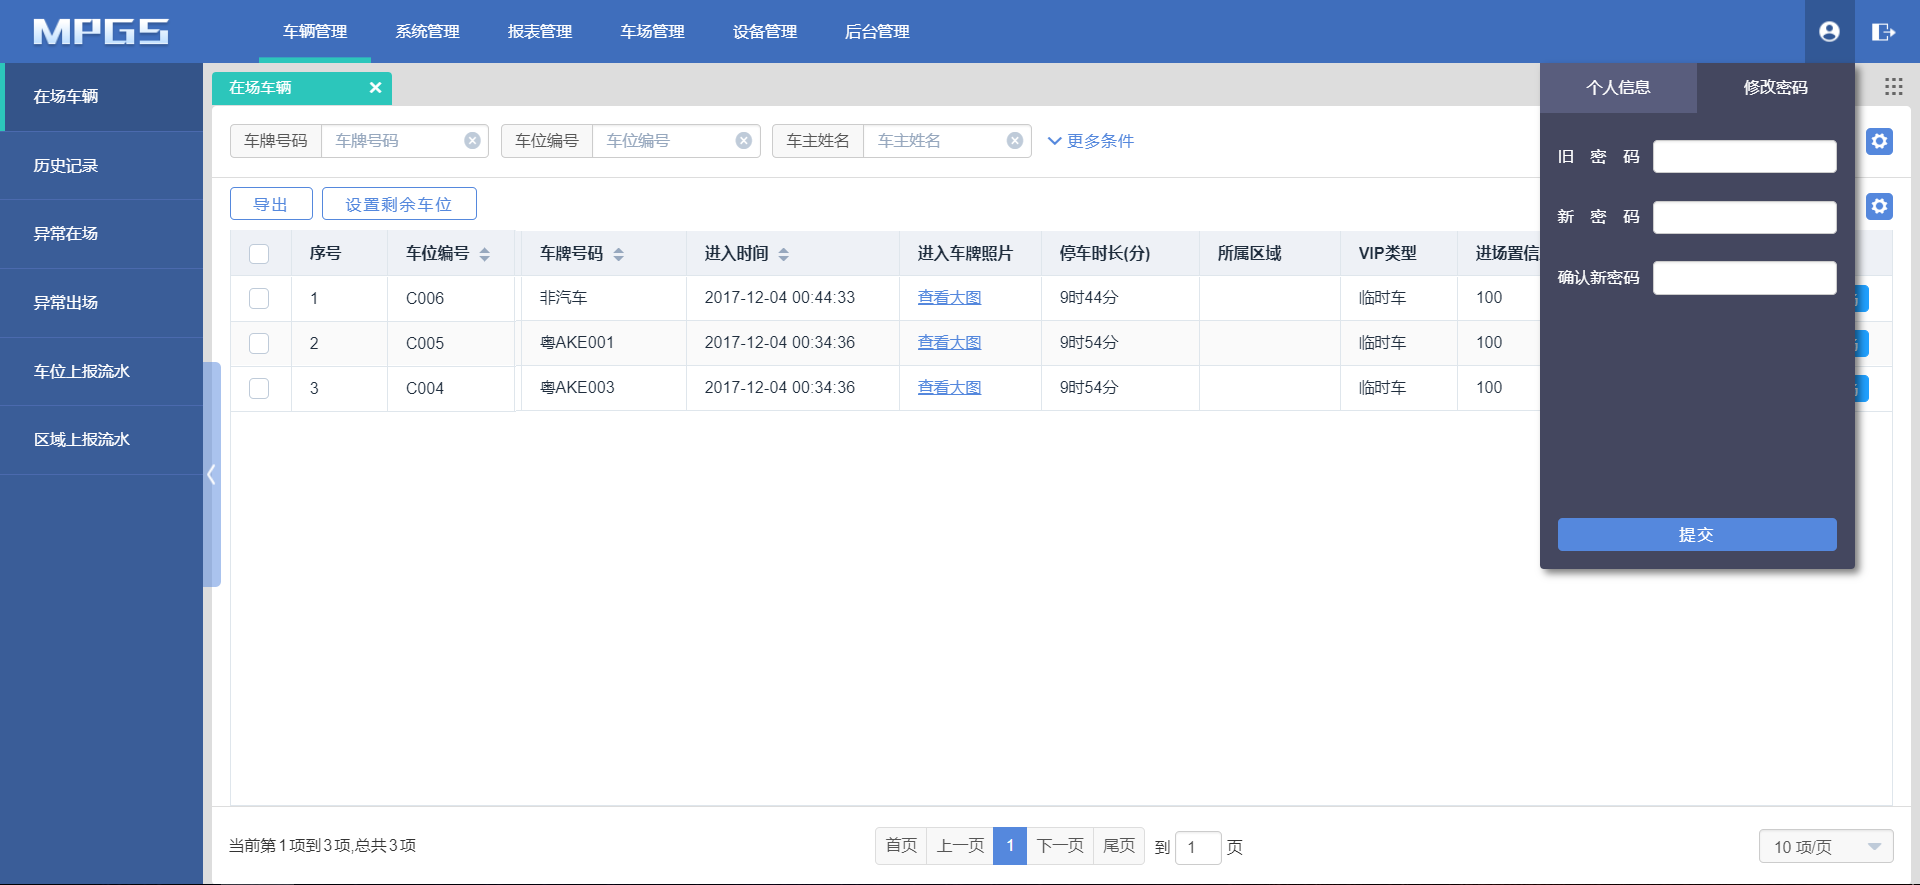 MPGS 车辆管理 系统管理 报表管理 车场管理 设备管理 后台管理
在场车辆
历史记录
异常在场
异常出场
车位上报流水
区域上报流水
在场车辆
车牌号码 车牌号码 车位编号 车位编号 车主姓名 车主姓名 更多条件
导出 设置剩余车位
序号 车位编号 车牌号码 进入时间 进入车牌照片 停车时长(分) 所属区域 VIP类型 进场置信
1 C006 非汽车 2017-12-04 00:44:33 查看大图 9时44分 临时车 100
2 C005 粤AKE001 2017-12-04 00:34:36 查看大图 9时54分 临时车 100
3 C004 粤AKE003 2017-12-04 00:34:36 查看大图 9时54分 临时车 100
个人信息 修改密码
旧 密 码
新 密 码
确认新密码
提交
当前第1项到3项,总共3项 首页 上一页 1 下一页 尾页 到 1 页 10 项/页